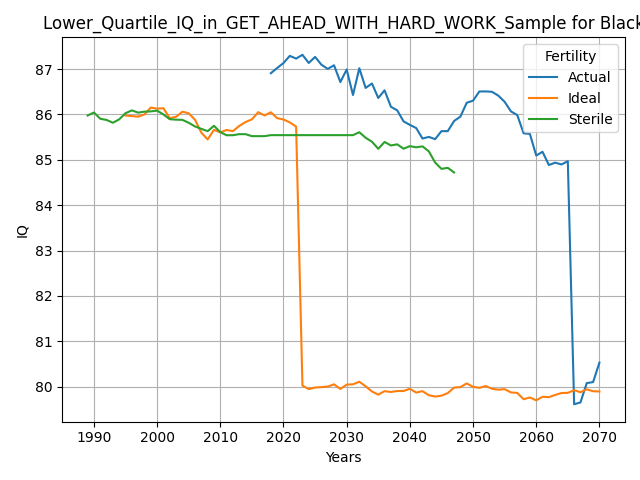 Lower_Quartile_IQ_in_GET_AHEAD_WITH_HARD_WORK_Sample for Black
Fertility
Actual
Ideal
Sterile
87
86
85
84
83
82
81
80
IQ
1990
2000
2010
2020
2030
2040
2050
2060
2070
Years